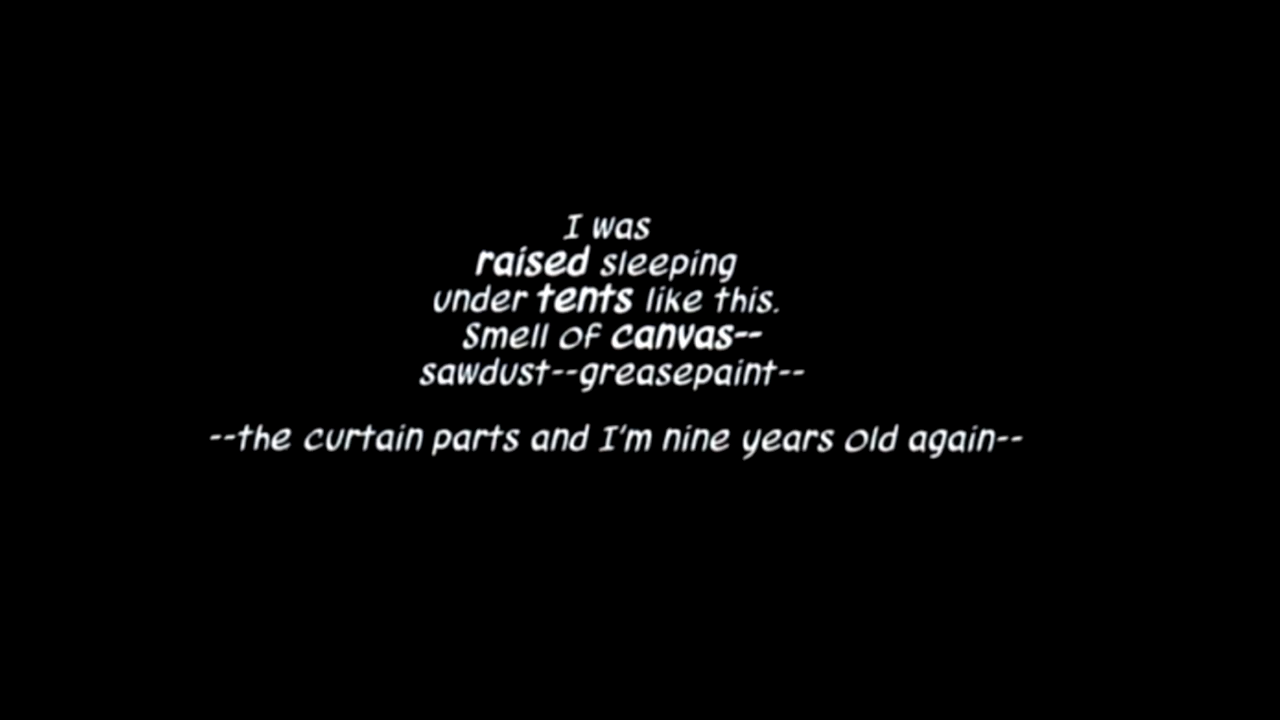 I was
raised sleeping
under tents like this.
Smell of canvas--
sawdust--greasepaint--
--the curtain parts and I'm nine years old again--